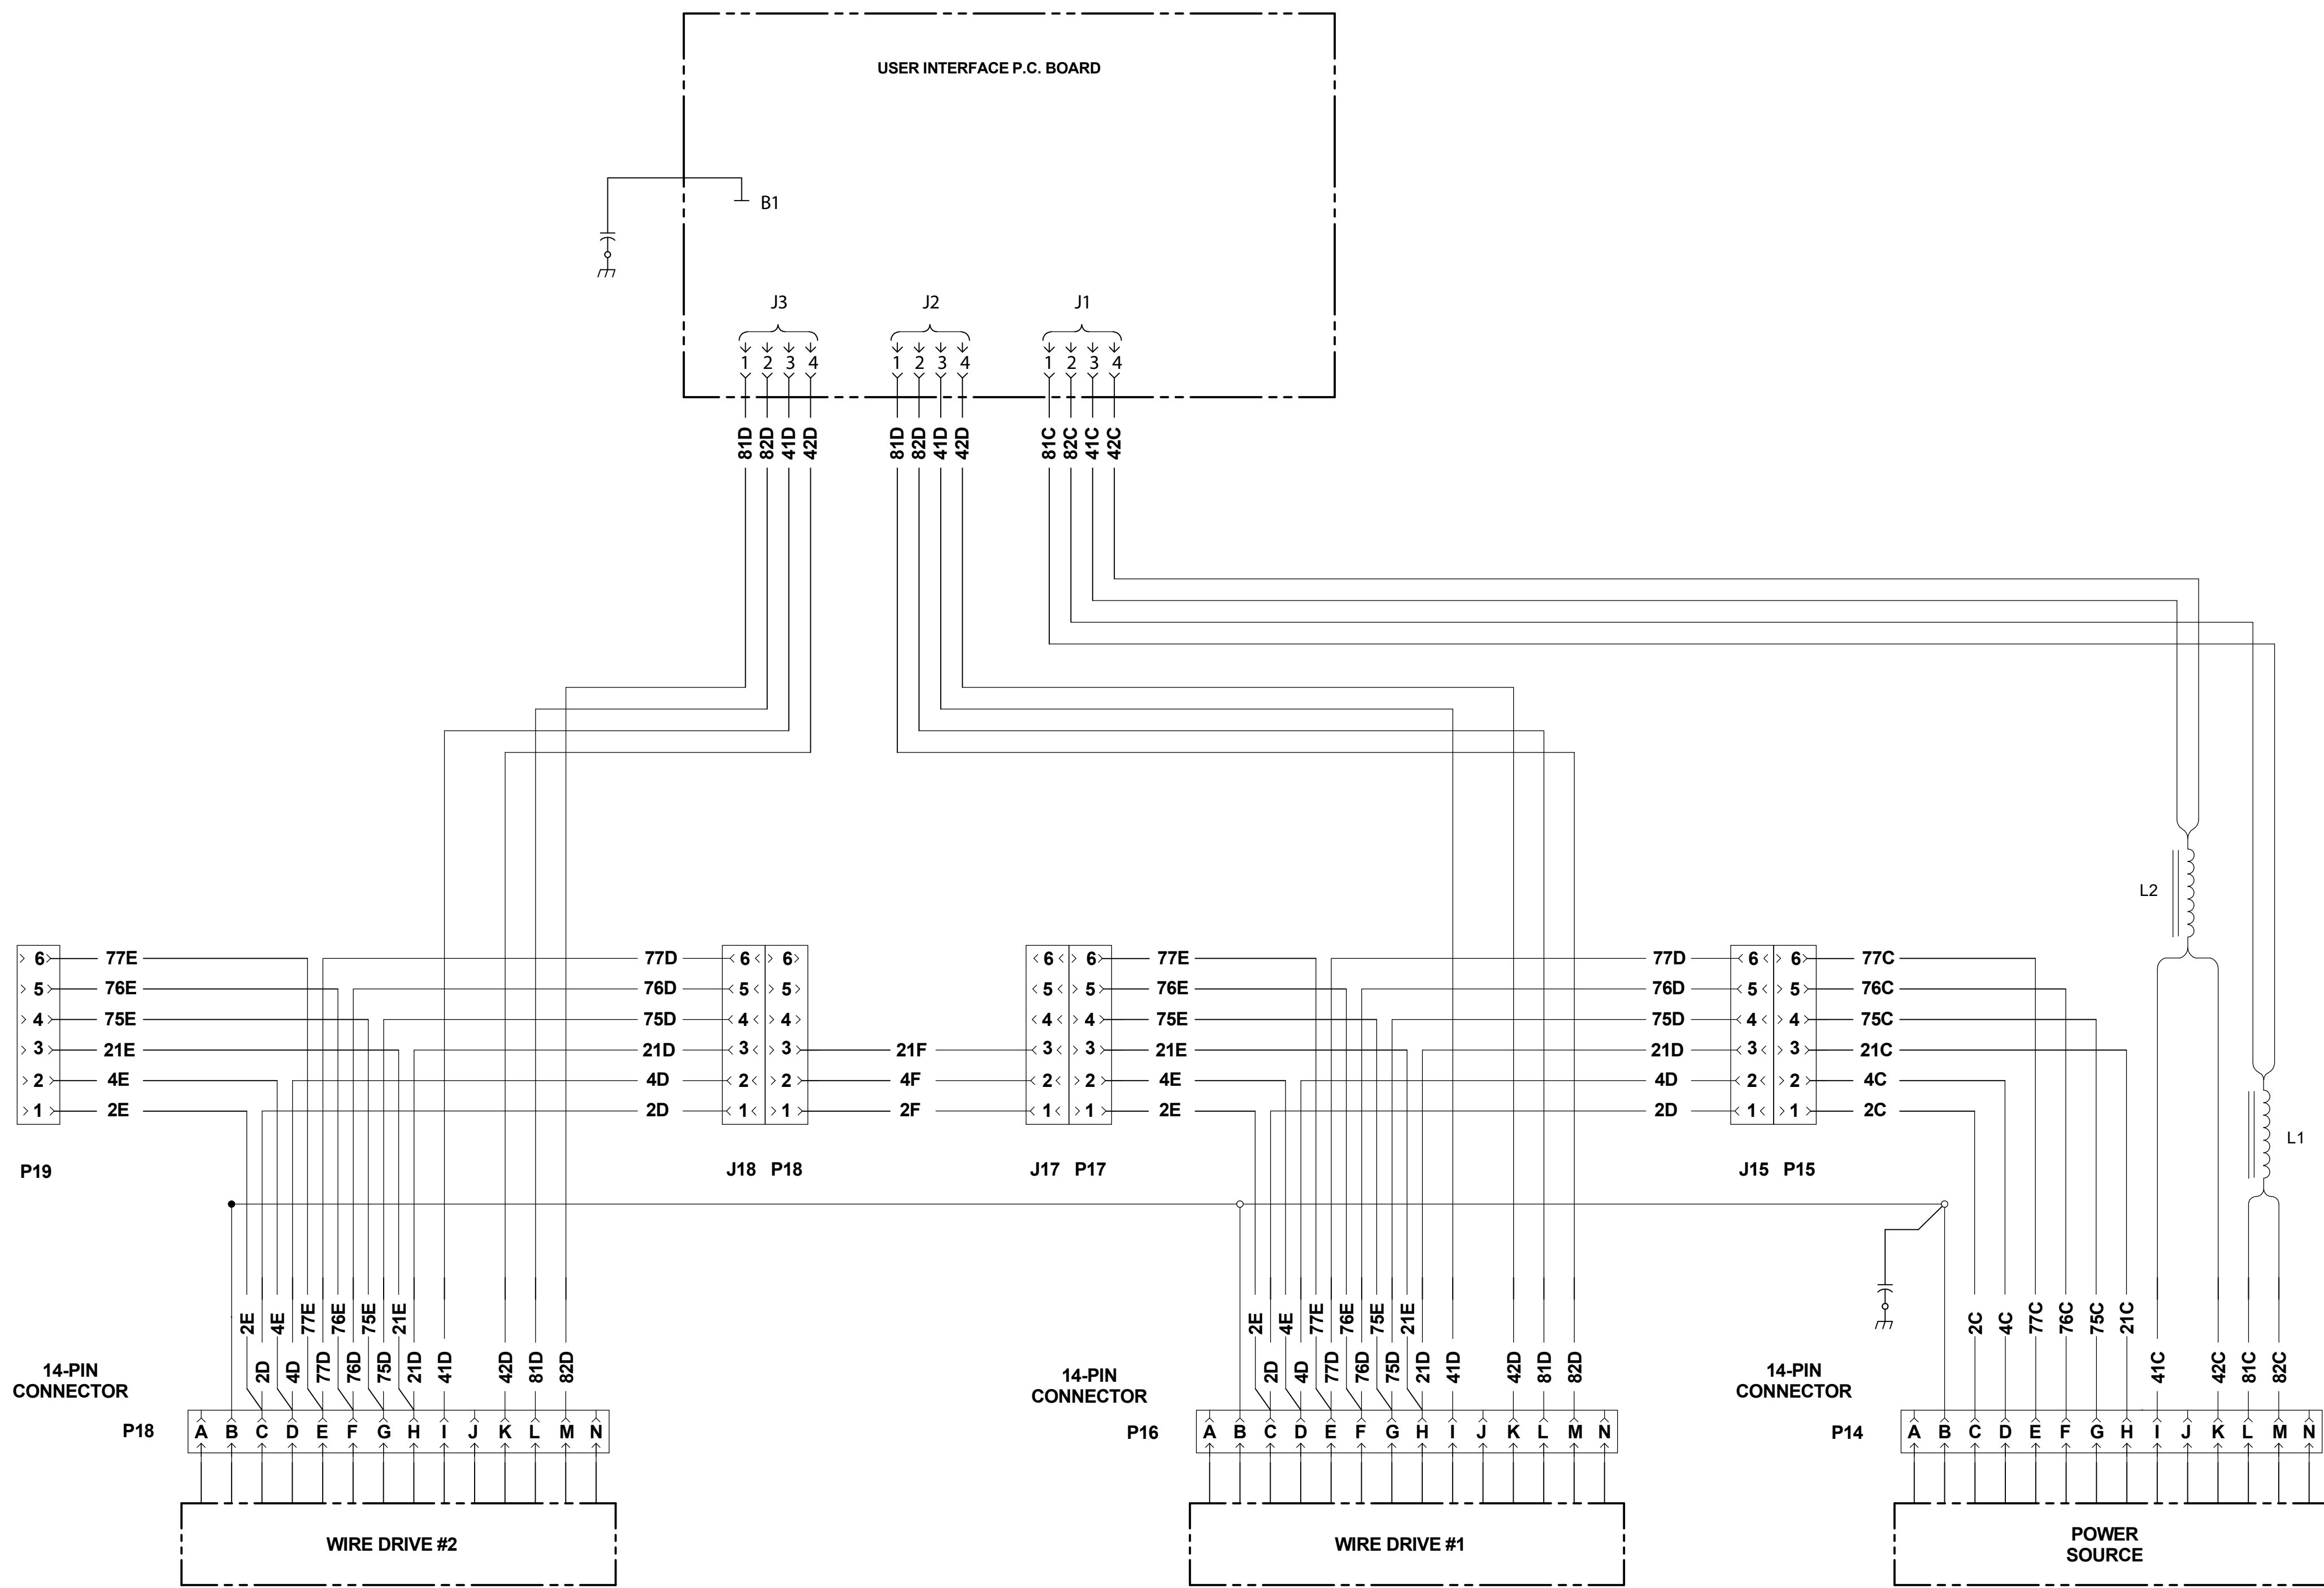 USER INTERFACE P.C. BOARD
B1
J3 J2 J1
1 2 3 4 1 2 3 4 1 2 3 4
81D 82D 41D 42D 81D 82D 41D 42D 81C 82C 41C 42C
L2
6 77E 77D 6 6 6 6 77E 77D 6 6 77C
5 76E 76D 5 5 5 5 76E 76D 5 5 76C
4 75E 75D 4 4 4 4 75E 75D 4 4 75C
3 21E 21D 3 3 21F 3 3 21E 21D 3 3 21C
2 4E 4D 2 2 4F 2 2 4E 4D 2 2 4C
1 2E 2D 1 1 2F 1 1 2E 2D 1 1 2C
L1
P19 J18 P18 J17 P17 J15 P15
2E 4E 77E 76E 75E 21E 2E 4E 77E 76E 75E 21E 2C 4C 77C 76C 75C 21C
2D 4D 77D 76D 75D 21D 41D 42D 81D 82D 2D 4D 77D 76D 75D 21D 41D 42D 81D 82D 41C 42C 81C 82C
14-PIN 14-PIN 14-PIN
CONNECTOR CONNECTOR CONNECTOR
P18 A B C D E F G H I J K L M N P16 A B C D E F G H I J K L M N P14 A B C D E F G H I J K L M N
WIRE DRIVE #2 WIRE DRIVE #1 POWER
SOURCE